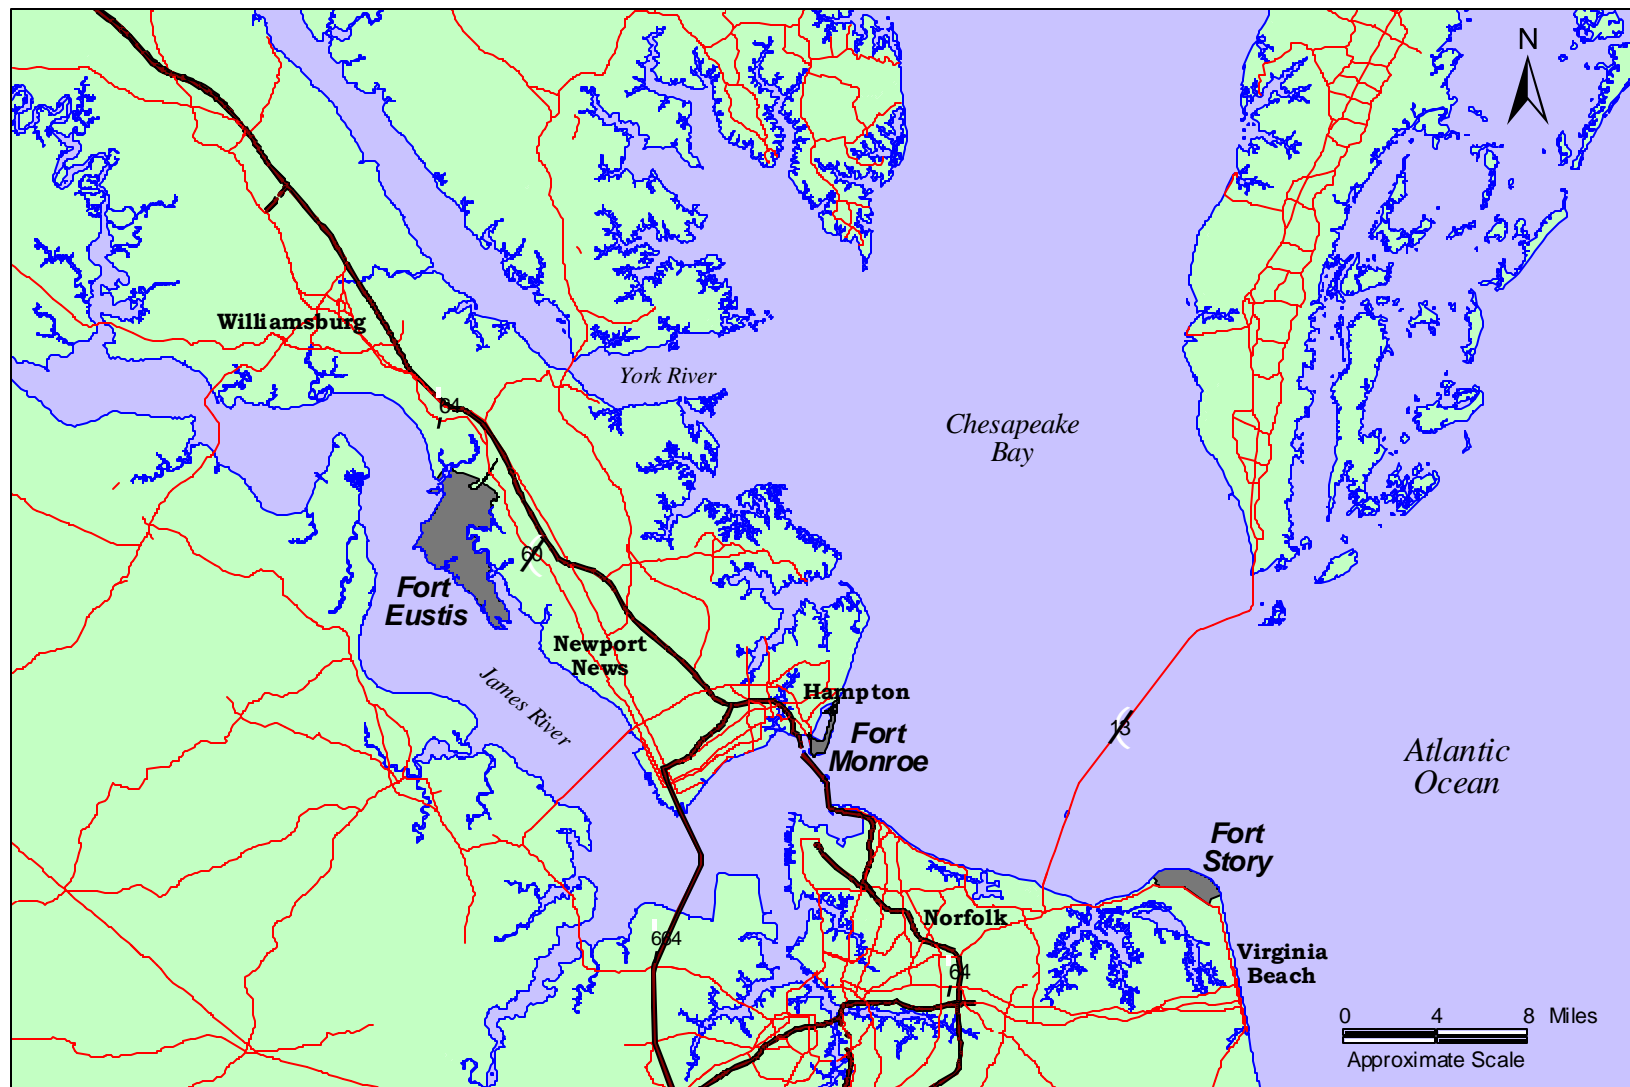 N
Williamsburg
York River
64
Chesapeake
Bay
60
Fort
Eustis
Newport
News
James River
Hampton
Fort
Monroe
13
Atlantic
Ocean
Fort
Story
Norfolk
664
64
Virginia
Beach
0 4 8 Miles
Approximate Scale